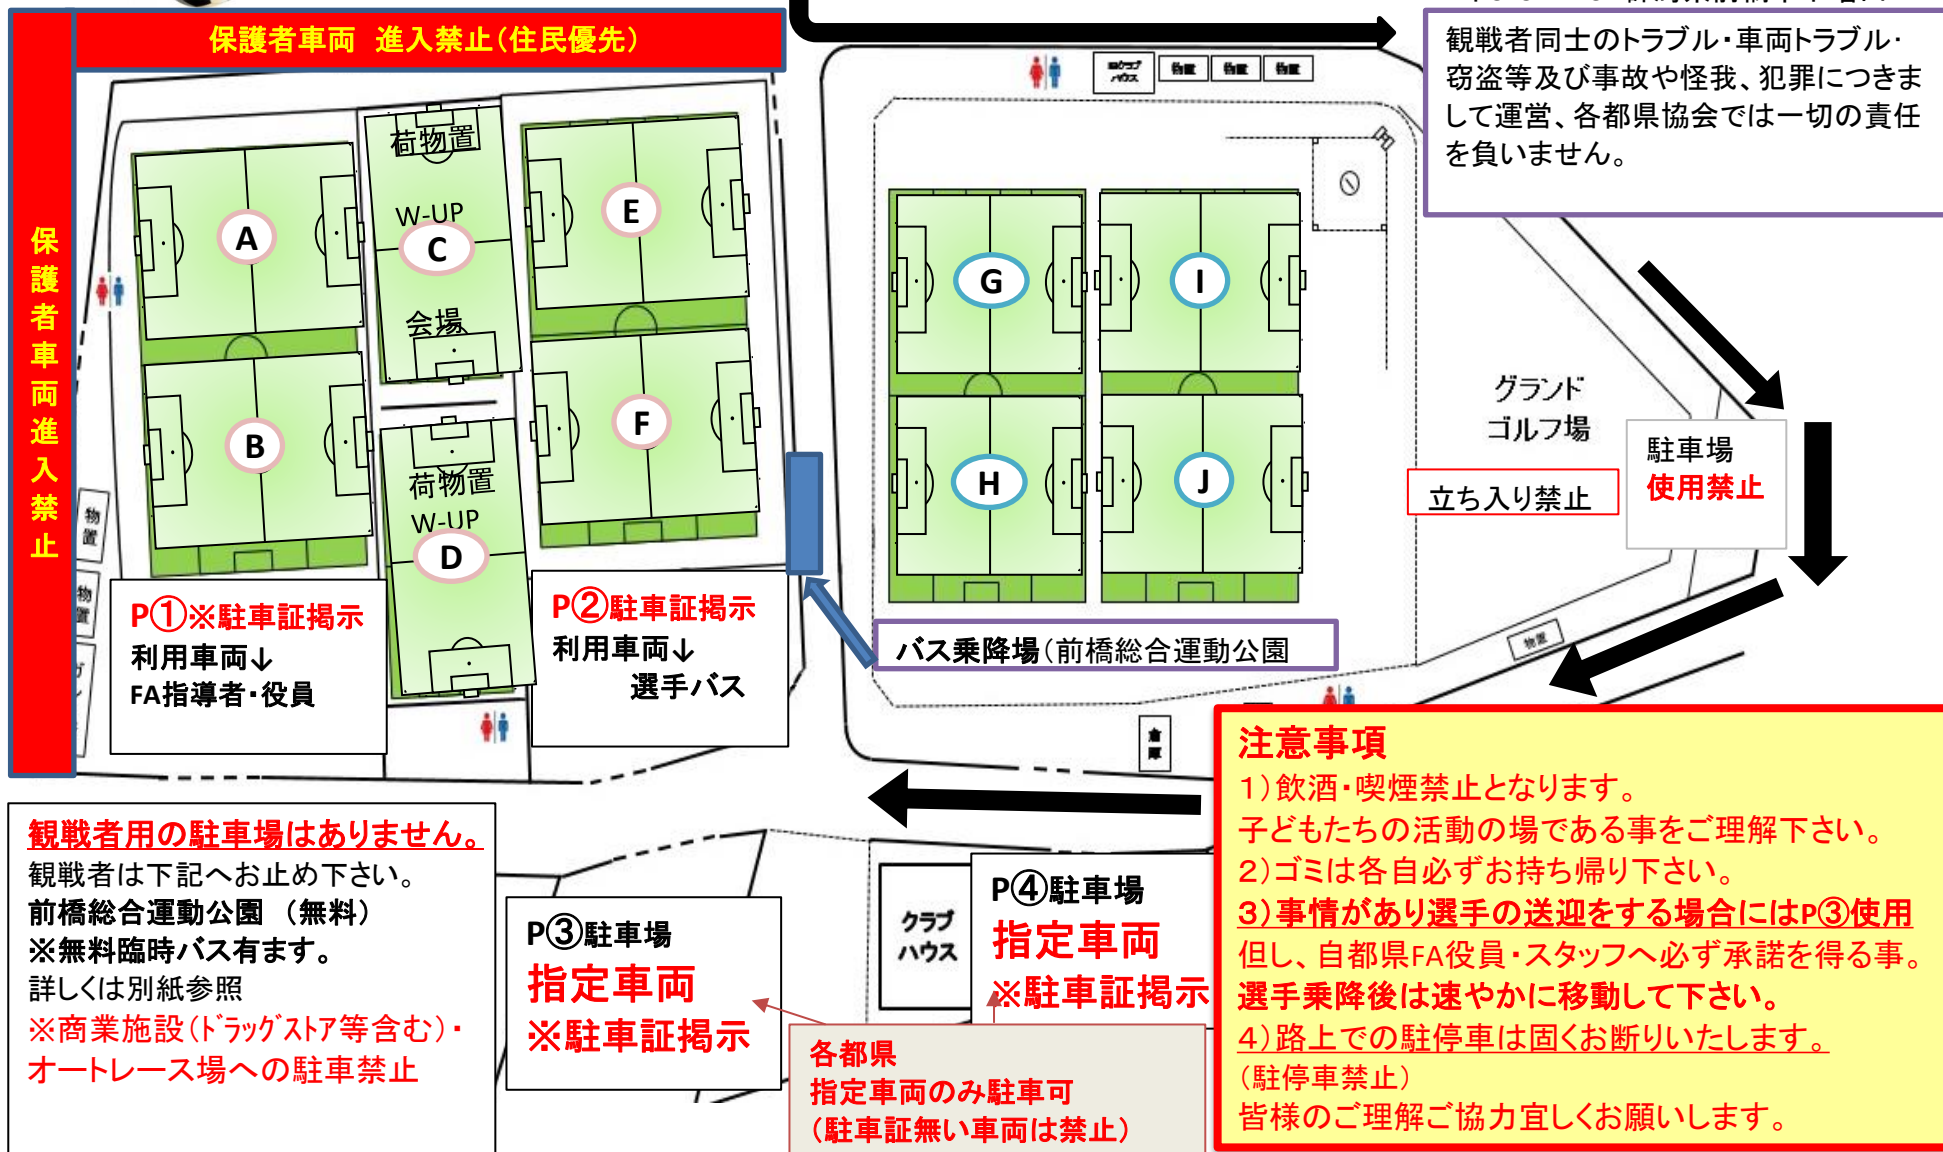 保護者車両 進入禁止(住民優先)
保護者車両進入禁止
観戦者同士のトラブル・車両トラブル・
窃盗等及び事故や怪我、犯罪につきま
して運営、各都県協会では一切の責任
を負いません。
物置
物置
物置
荷物置
W-UP
C
会場
A
B
E
F
荷物置
W-UP
D
G
I
H
J
グランド
ゴルフ場
立ち入り禁止
駐車場
使用禁止
物置
物置
物置
P①※駐車証掲示
利用車両↓
FA指導者・役員
P②駐車証掲示
利用車両↓
選手バス
バス乗降場(前橋総合運動公園
倉庫
観戦者用の駐車場はありません。
観戦者は下記へお止め下さい。
前橋総合運動公園 (無料)
※無料臨時バス有ます。
詳しくは別紙参照
※商業施設(ドラッグストア等含む)・
オートレース場への駐車禁止
P③駐車場
指定車両
※駐車証掲示
クラブ
ハウス
P④駐車場
指定車両
※駐車証掲示
各都県
指定車両のみ駐車可
(駐車証無い車両は禁止)
注意事項
1)飲酒・喫煙禁止となります。
子どもたちの活動の場である事をご理解下さい。
2)ゴミは各自必ずお持ち帰り下さい。
3)事情があり選手の送迎をする場合にはP③使用
但し、自都県FA役員・スタッフへ必ず承諾を得る事。
選手乗降後は速やかに移動して下さい。
4)路上での駐停車は固くお断りいたします。
(駐停車禁止)
皆様のご理解ご協力宜しくお願いします。